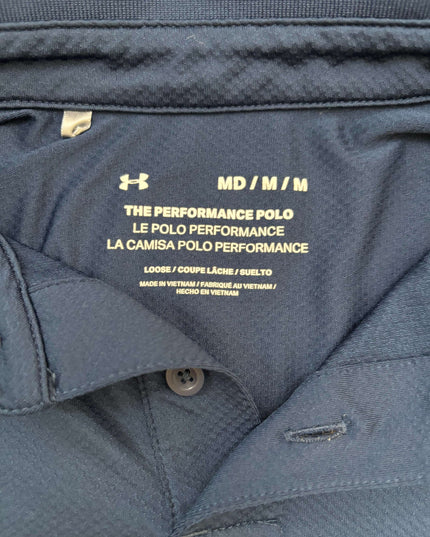 MD / M / M
THE PERFORMANCE POLO
LE POLO PERFORMANCE
LA CAMISA POLO PERFORMANCE
LOOSE / COUPE LÂCHE / SUELTO
MADE IN VIETNAM / FABRIQUÉ AU VIETNAM /
HECHO EN VIETNAM